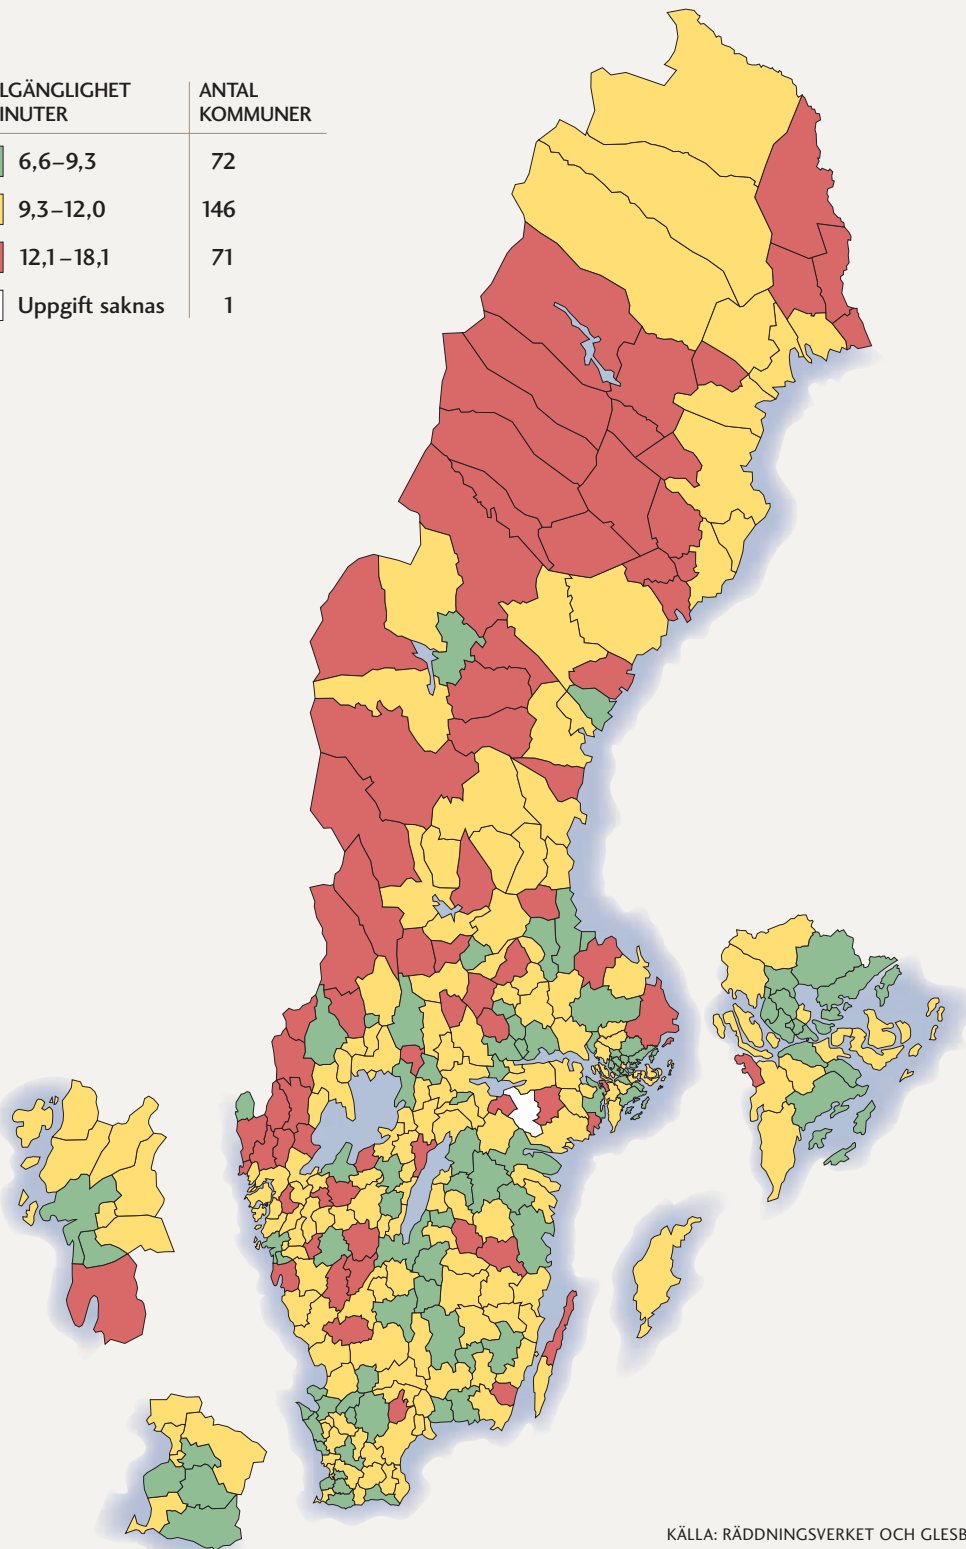 LGÄNGLIGHET
INUTER
ANTAL
KOMMUNER
6,6–9,3 72
9,3–12,0 146
12,1–18,1 71
Uppgift saknas 1
KÄLLA: RÄDDNINGSVERKET OCH GLESB